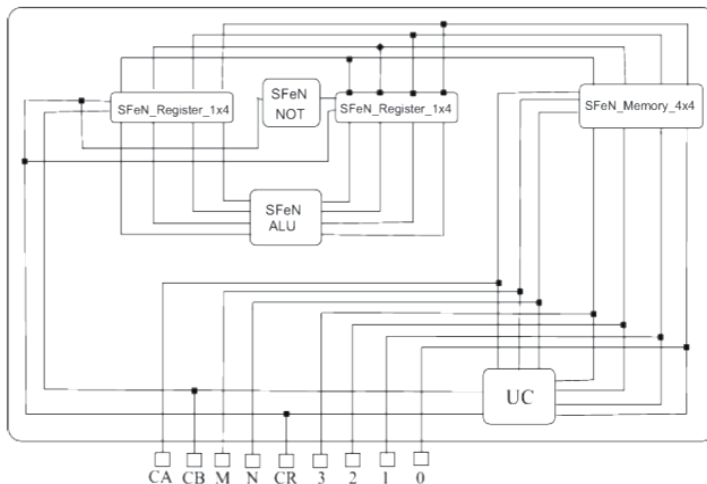 SFeN_Register_1x4
SFeN
NOT
SFeN_Register_1x4
SFeN_Memory_4x4
SFeN
ALU
UC
CA CB M N CR 3 2 1 0